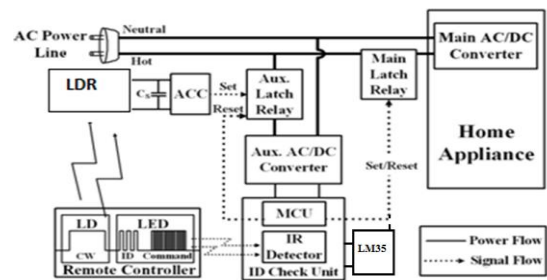 AC Power
Line
Neutral
Hot
Main AC/DC
Converter
Home
Appliance
LDR
Cs
ACC
Set
Reset
Aux.
Latch
Relay
Main
Latch
Relay
Aux. AC/DC
Converter
Set/Reset
LD
CW
LED
ID
Command
Remote Controller
MCU
IR
Detector
ID Check Unit
LM35
Power Flow
Signal Flow